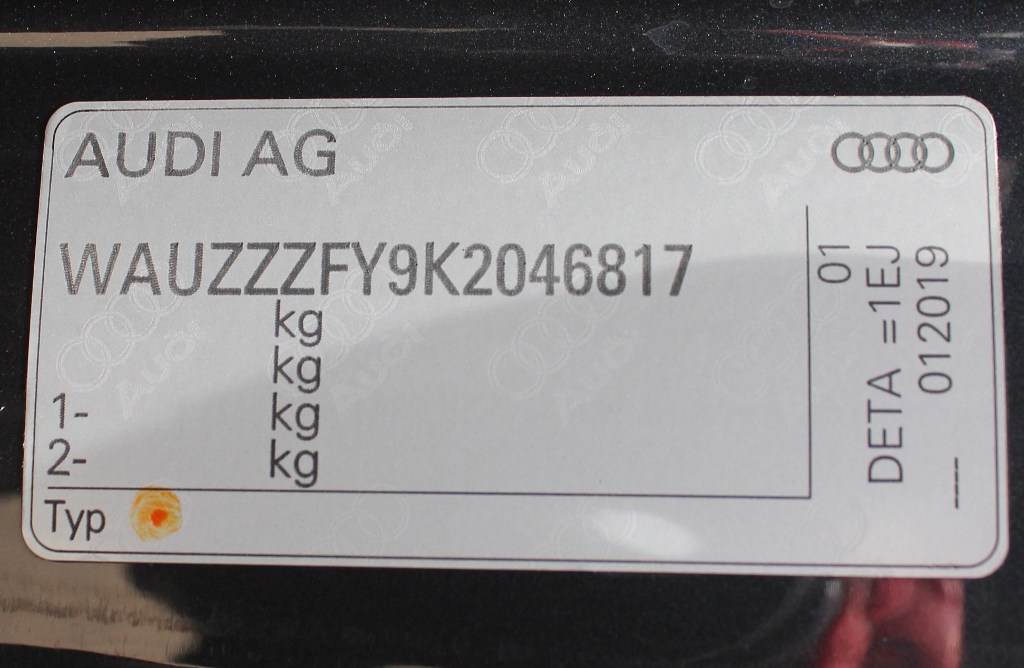 AUDI AG
WAUZZZFY9K2046817
kg
kg
1- kg
2- kg
Typ
01
DETA =1EJ
012019
----